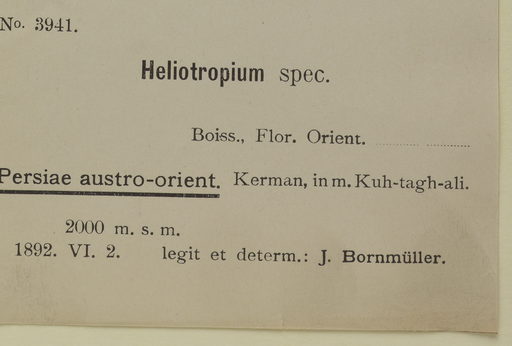 No. 3941.
Heliotropium spec.
Boiss., Flor. Orient.
Persiae austro-orient. Kerman, in m. Kuh-tagh-ali.
2000 m. s. m.
1892. VI. 2. legit et determ.: J. Bornmüller.